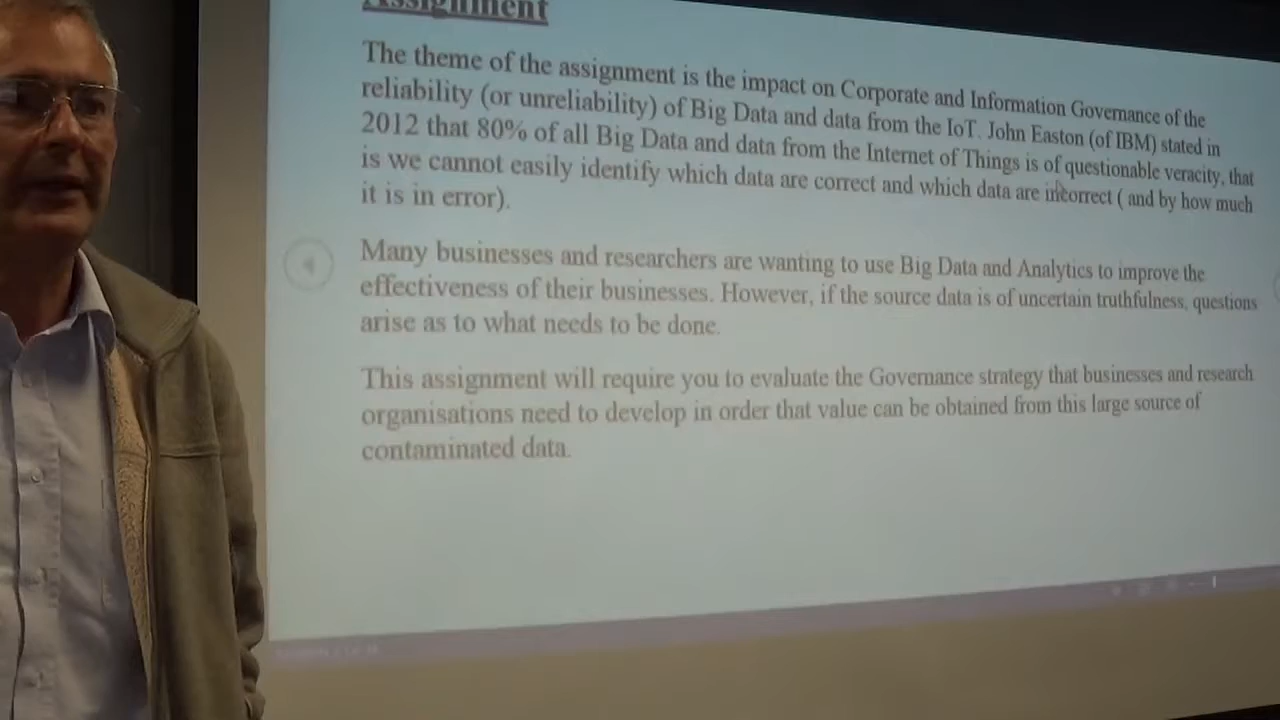 Assignment
The theme of the assignment is the impact on Corporate and Information Governance of the
reliability (or unreliability) of Big Data and data from the IoT. John Easton (of IBM) stated in
2012 that 80% of all Big Data and data from the Internet of Things is of questionable veracity, that
is we cannot easily identify which data are correct and which data are incorrect ( and by how much
it is in error).
Many businesses and researchers are wanting to use Big Data and Analytics to improve the
effectiveness of their businesses. However, if the source data is of uncertain truthfulness, questions
arise as to what needs to be done.
This assignment will require you to evaluate the Governance strategy that businesses and research
organisations need to develop in order that value can be obtained from this large source of
contaminated data.